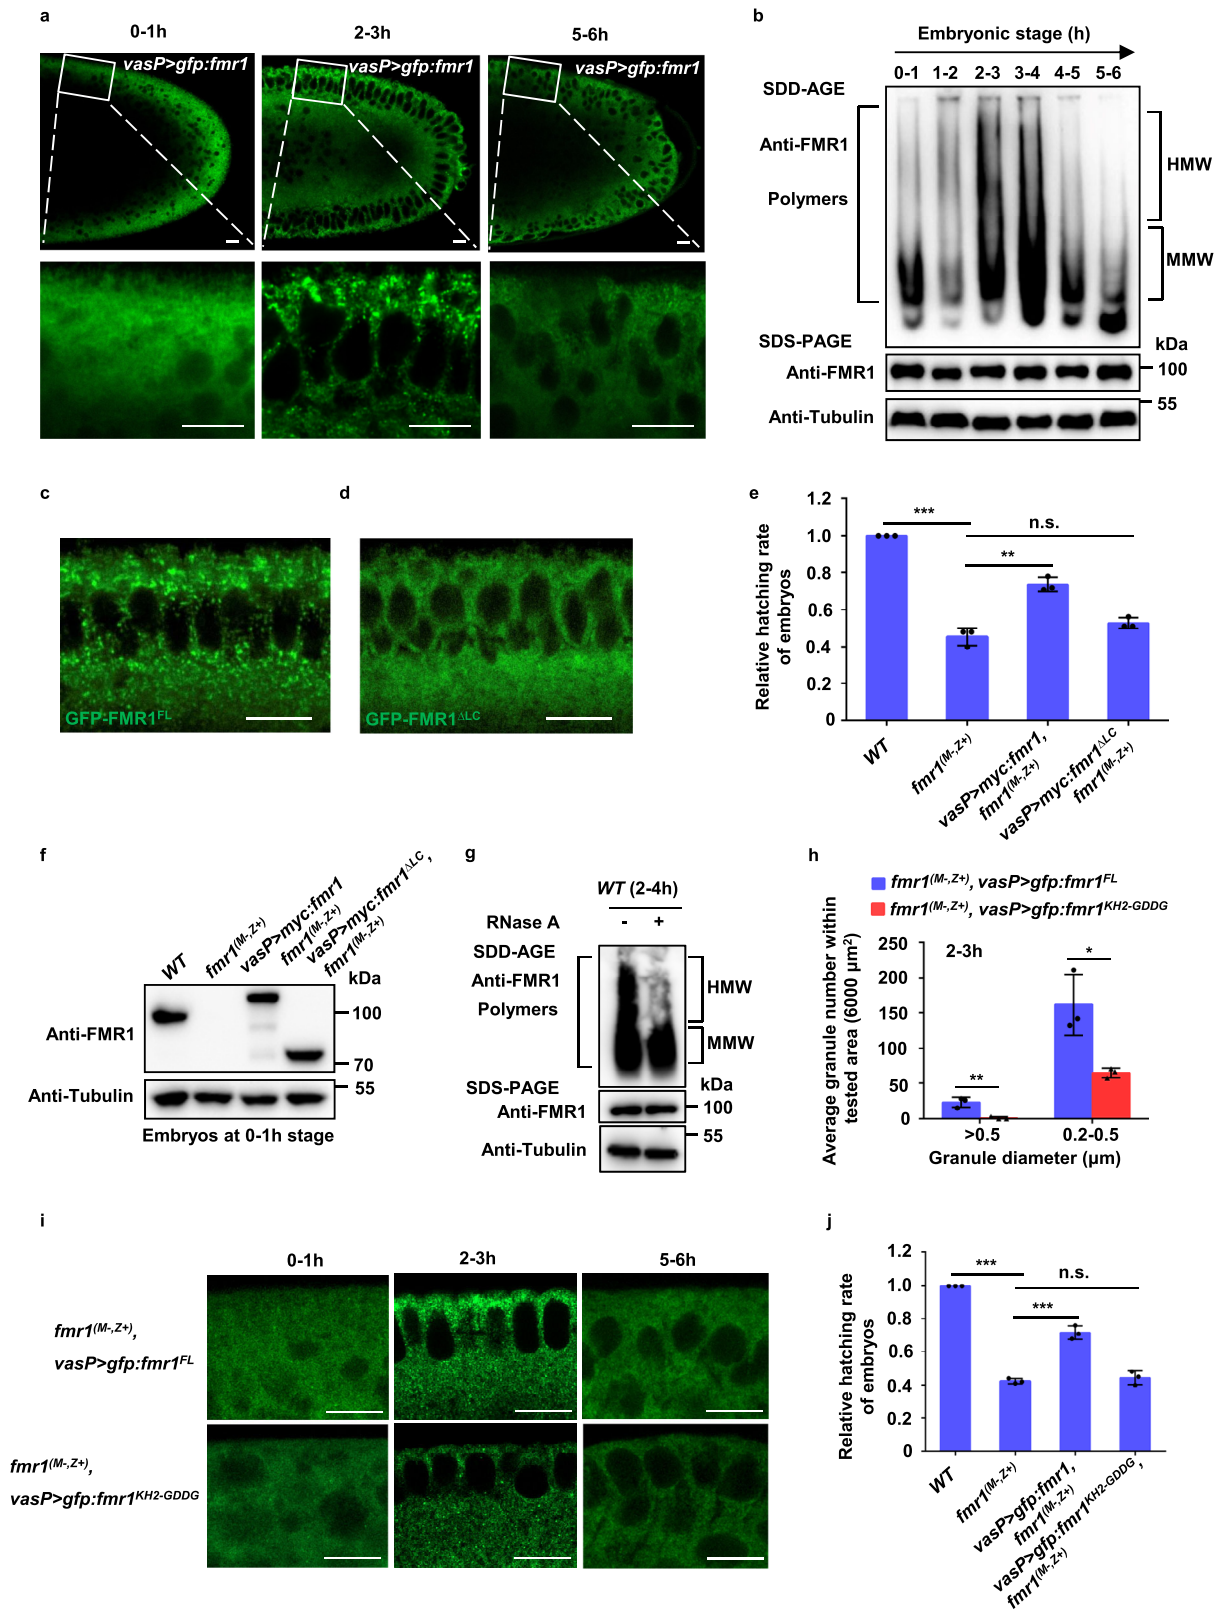 a
0-1h
2-3h
5-6h
vasP>gfp:fmr1
vasP>gfp:fmr1
vasP>gfp:fmr1
b
Embryonic stage (h)
0-1 1-2 2-3 3-4 4-5 5-6
SDD-AGE
Anti-FMR1
Polymers
HMW
MMW
SDS-PAGE
kDa
Anti-FMR1
100
55
Anti-Tubulin
c
GFP-FMR1FL
d
GFP-FMR1ΔLC
e
Relative hatching rate
of embryos
1.2
1.0
0.8
0.6
0.4
0.2
0
***
**
n.s.
WT
fmr1(M-,Z+)
vasP>myc:fmr1,
fmr1(M-,Z+)
vasP>myc:fmr1ΔLC
fmr1(M-,Z+)
f
WT
fmr1(M-,Z+)
vasP>myc:fmr1
fmr1(M-,Z+)
vasP>myc:fmr1ΔLC,
fmr1(M-,Z+)
kDa
Anti-FMR1
100
70
55
Anti-Tubulin
Embryos at 0-1h stage
g
WT (2-4h)
RNase A - +
SDD-AGE
Anti-FMR1
Polymers
HMW
MMW
SDS-PAGE
kDa
Anti-FMR1
100
55
Anti-Tubulin
h
fmr1(M-,Z+), vasP>gfp:fmr1FL
fmr1(M-,Z+), vasP>gfp:fmr1KH2-GDDG
Average granule number within
tested area (6000 µm2)
250
200
150
100
50
0
2-3h
**
*
>0.5
0.2-0.5
Granule diameter (µm)
i
0-1h
2-3h
5-6h
fmr1(M-,Z+),
vasP>gfp:fmr1FL
fmr1(M-,Z+),
vasP>gfp:fmr1KH2-GDDG
j
Relative hatching rate
of embryos
1.2
1.0
0.8
0.6
0.4
0.2
0
***
***
n.s.
WT
fmr1(M-,Z+)
vasP>gfp:fmr1,
fmr1(M-,Z+)
vasP>gfp:fmr1KH2-GDDG,
fmr1(M-,Z+)